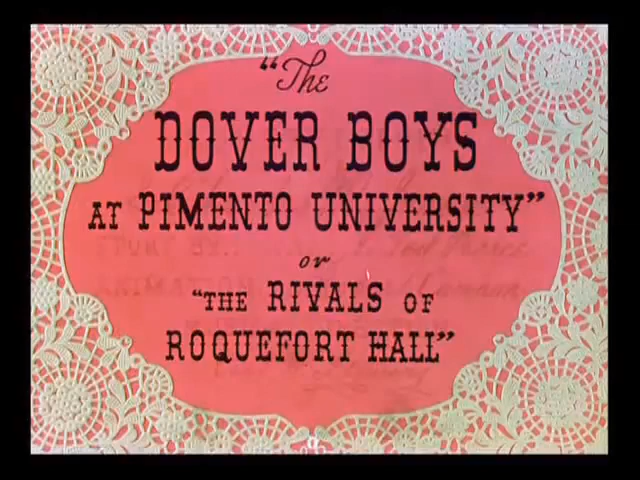 "The
DOVER BOYS
AT PIMENTO UNIVERSITY"
or
"THE RIVALS OF
ROQUEFORT HALL"